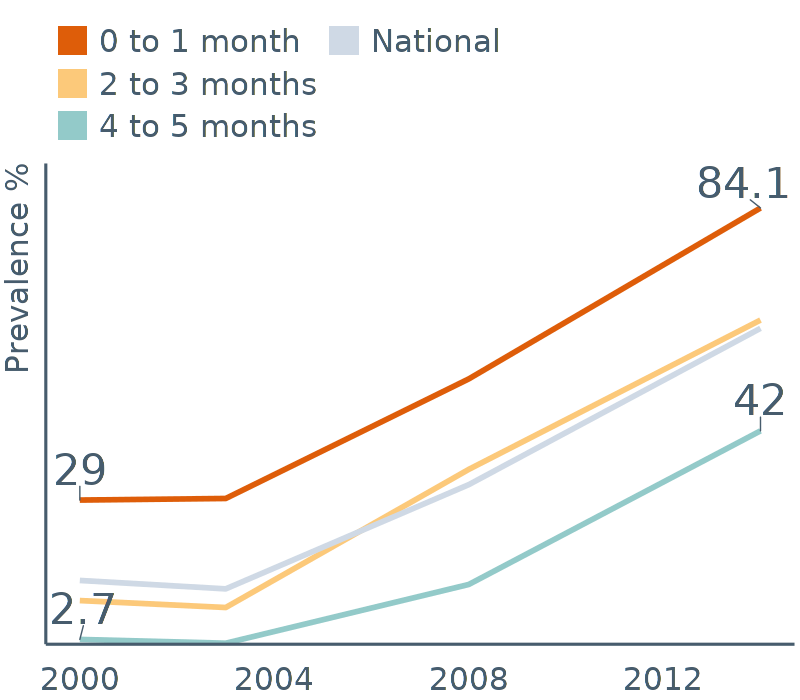 0 to 1 month
National
2 to 3 months
4 to 5 months
Prevalence %
84.1
42
29
2.7
2000 2004 2008 2012